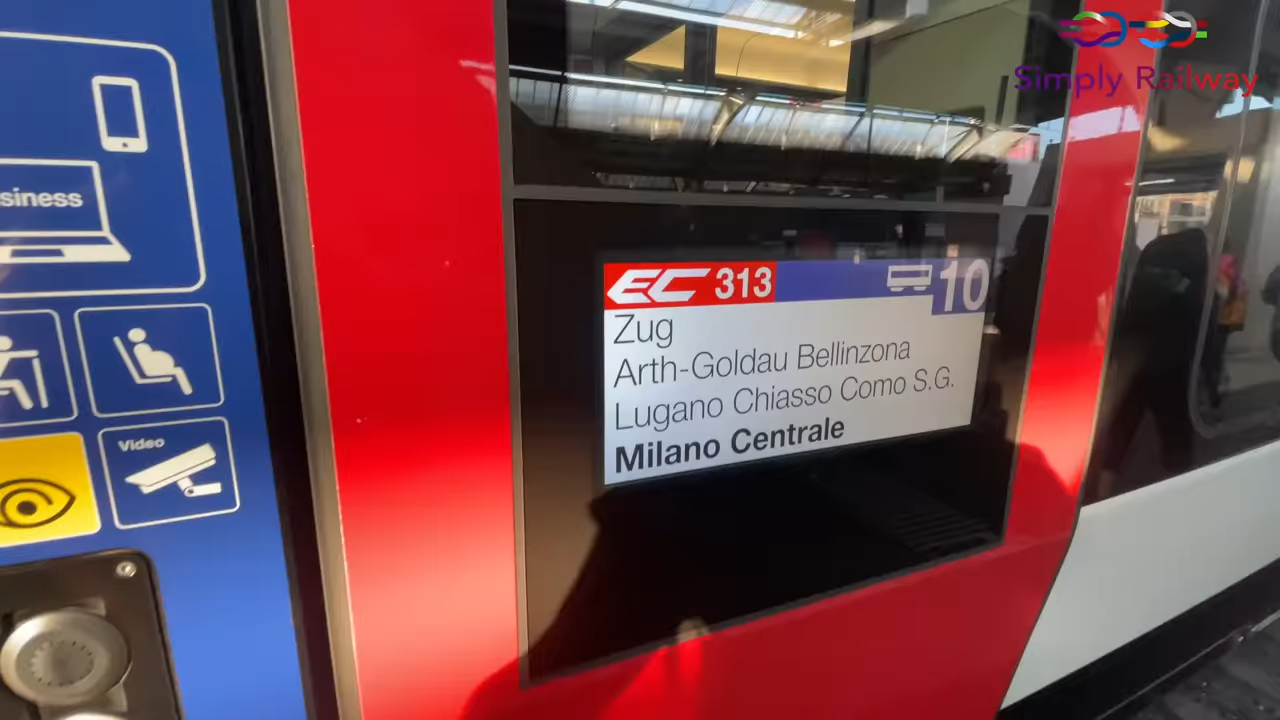 Simply Railway
siness
EC 313 10
Zug
Arth-Goldau Bellinzona
Lugano Chiasso Como S.G.
Milano Centrale
Video